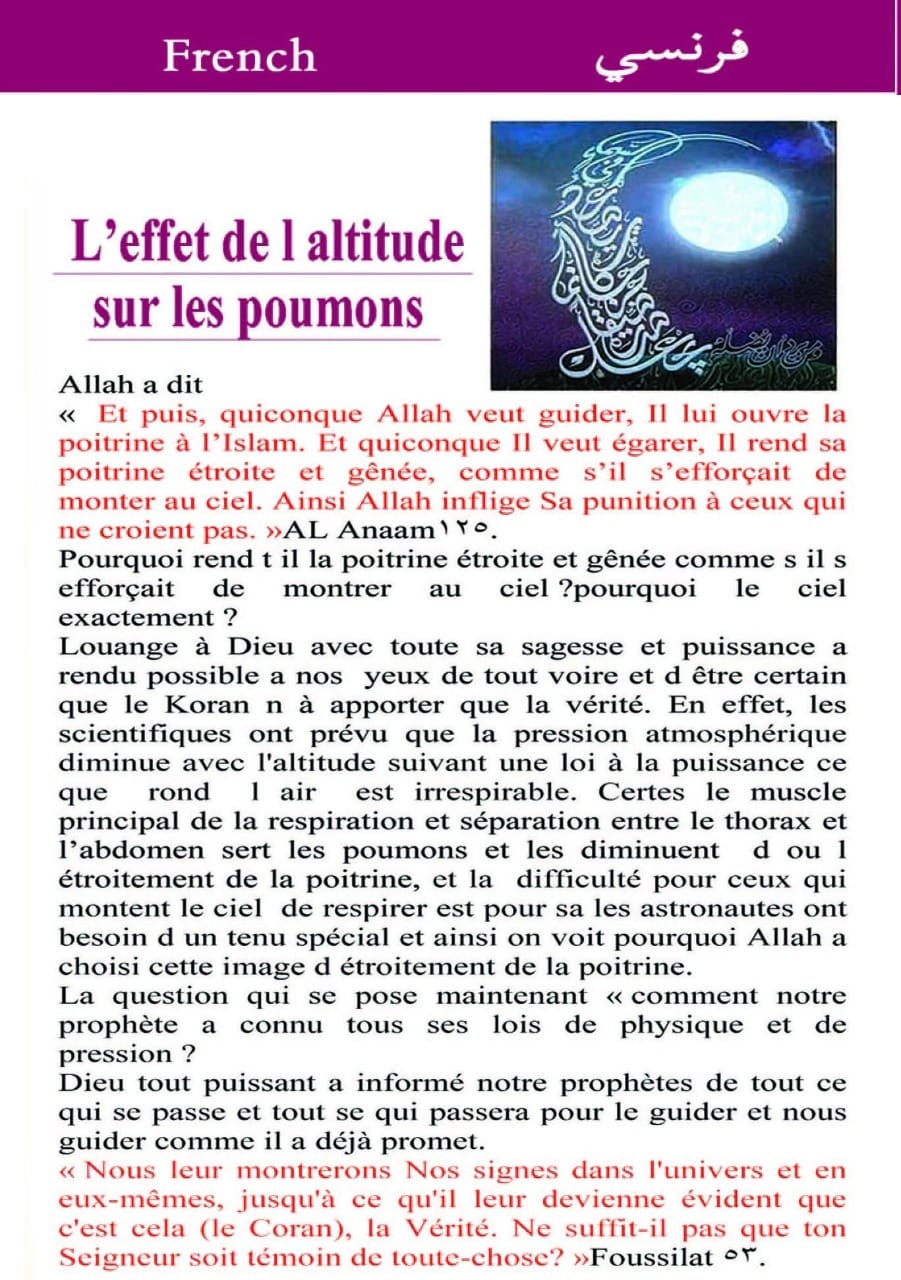 French
فرنسي
L'effet de l altitude
sur les poumons
Allah a dit
« Et puis, quiconque Allah veut guider, Il lui ouvre la
poitrine à l'Islam. Et quiconque Il veut égarer, Il rend sa
poitrine étroite et gênée, comme s'il s'efforçait de
monter au ciel. Ainsi Allah inflige Sa punition à ceux qui
ne croient pas. »AL Anaam١٢٥.
Pourquoi rend t il la poitrine étroite et gênée comme s il s
efforçait de montrer au ciel ?pourquoi le ciel
exactement ?
Louange à Dieu avec toute sa sagesse et puissance a
rendu possible a nos yeux de tout voire et d être certain
que le Koran n à apporter que la vérité. En effet, les
scientifiques ont prévu que la pression atmosphérique
diminue avec l'altitude suivant une loi à la puissance ce
que rond l air est irrespirable. Certes le muscle
principal de la respiration et séparation entre le thorax et
l'abdomen sert les poumons et les diminuent d ou l
étroitement de la poitrine, et la difficulté pour ceux qui
montent le ciel de respirer est pour sa les astronautes ont
besoin d un tenu spécial et ainsi on voit pourquoi Allah a
choisi cette image d étroitement de la poitrine.
La question qui se pose maintenant « comment notre
prophète a connu tous ses lois de physique et de
pression ?
Dieu tout puissant a informé notre prophètes de tout ce
qui se passe et tout se qui passera pour le guider et nous
guider comme il a déjà promet.
« Nous leur montrerons Nos signes dans l'univers et en
eux-mêmes, jusqu'à ce qu'il leur devienne évident que
c'est cela (le Coran), la Vérité. Ne suffit-il pas que ton
Seigneur soit témoin de toute-chose? »Foussilat ٥٣.